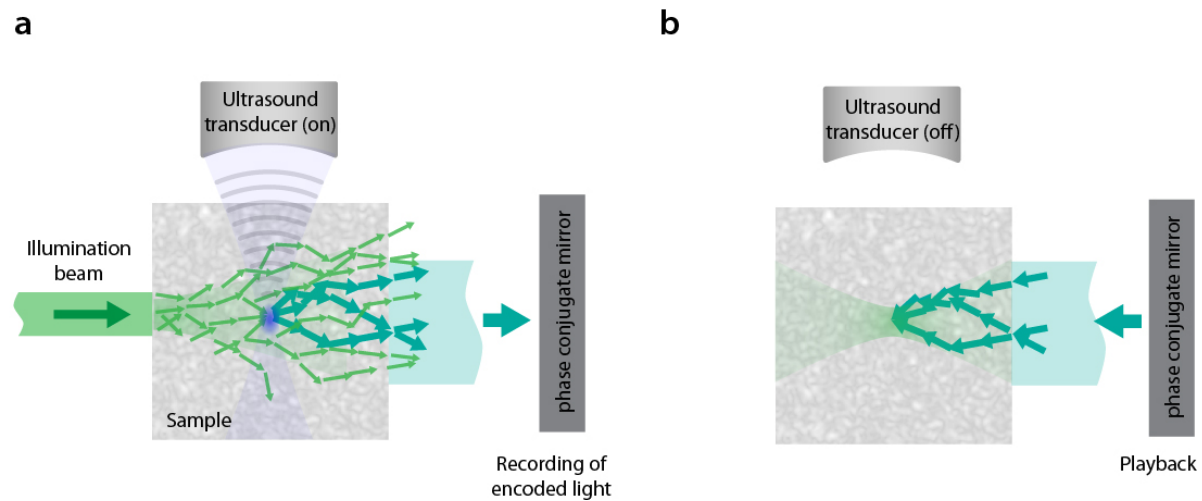 a
Ultrasound
transducer (on)
Illumination
beam
Sample
phase conjugate mirror
Recording of
encoded light
b
Ultrasound
transducer (off)
phase conjugate mirror
Playback